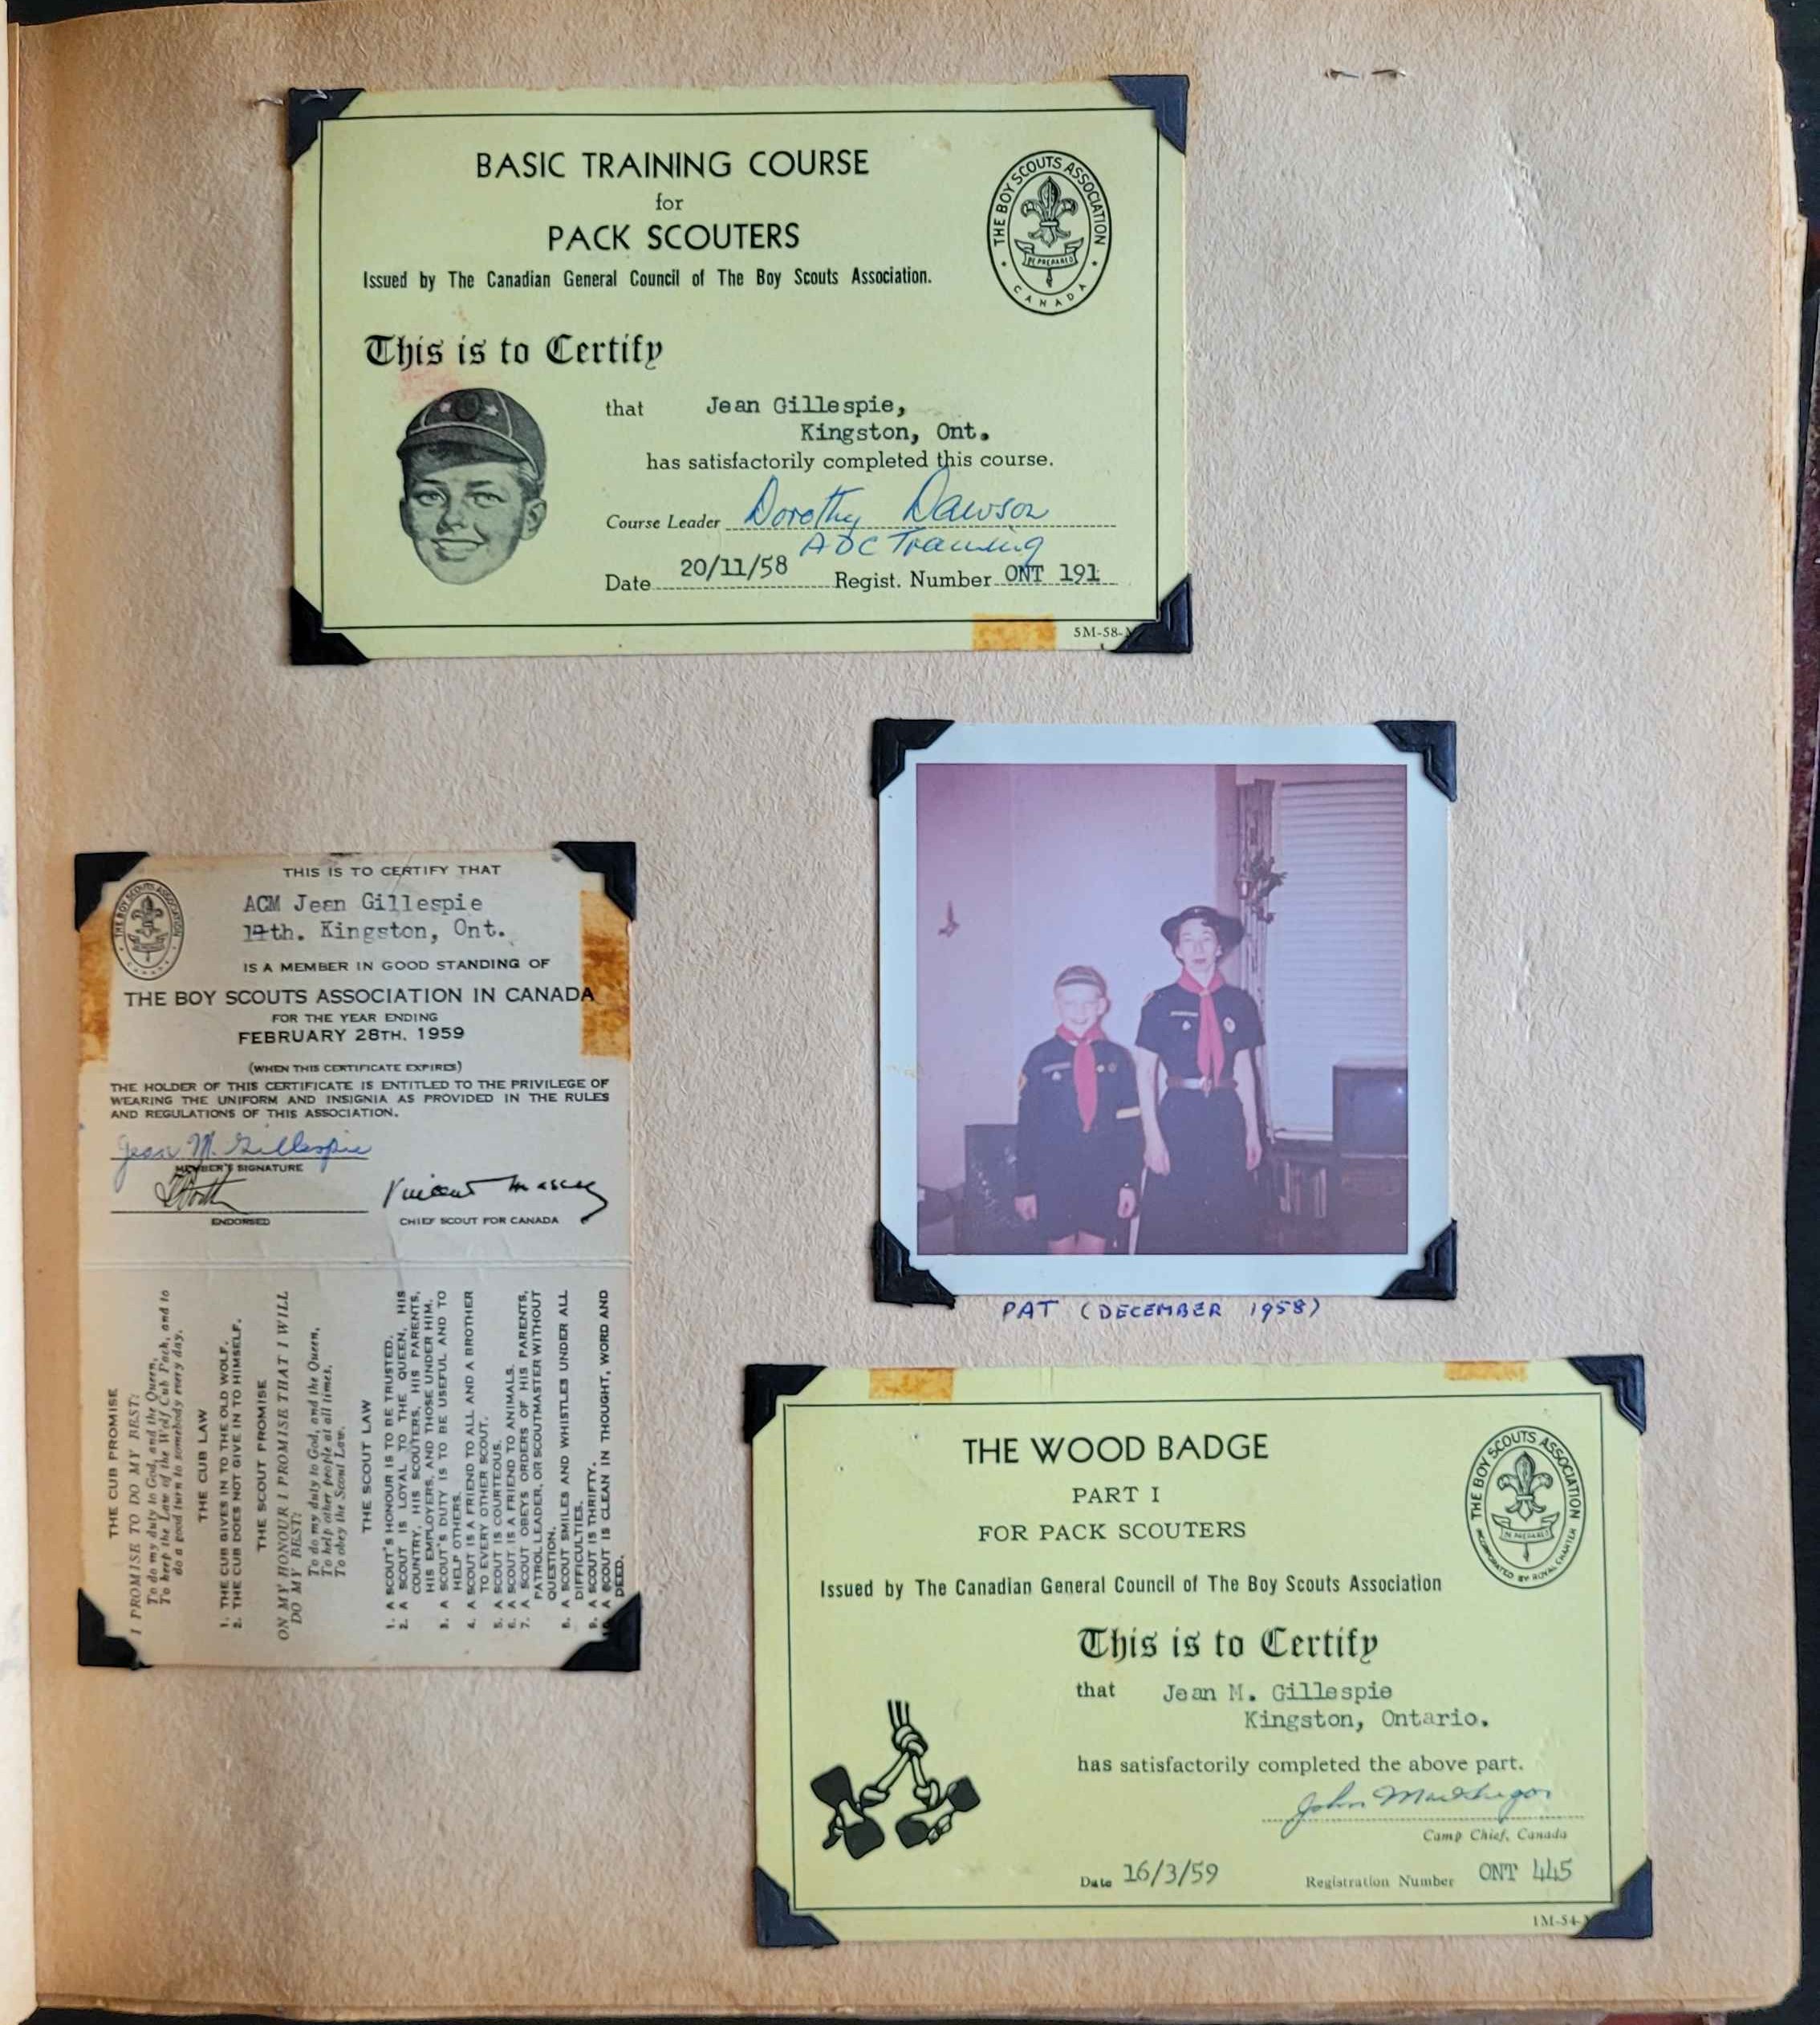 BASIC TRAINING COURSE
for
PACK SCOUTERS
Issued by The Canadian General Council of The Boy Scouts Association.
THE BOY SCOUTS ASSOCIATION
BE PREPARED
CANADA
This is to Certify
that Jean Gillespie,
Kingston, Ont.
has satisfactorily completed this course.
Course Leader Dorothy Dawson
ADC Training
Date 20/11/58 Regist. Number ONT 191
5M-58-
THIS IS TO CERTIFY THAT
THE BOY SCOUTS ASSOCIATION
CANADA
ACM Jean Gillespie
th. Kingston, Ont.
IS A MEMBER IN GOOD STANDING OF
THE BOY SCOUTS ASSOCIATION IN CANADA
FOR THE YEAR ENDING
FEBRUARY 28TH, 1959
(WHEN THIS CERTIFICATE EXPIRES)
THE HOLDER OF THIS CERTIFICATE IS ENTITLED TO THE PRIVILEGE OF
WEARING THE UNIFORM AND INSIGNIA AS PROVIDED IN THE RULES
AND REGULATIONS OF THIS ASSOCIATION.
Jean M. Gillespie
MEMBER'S SIGNATURE
Vincent Massey
ENDORSED
CHIEF SCOUT FOR CANADA
THE CUB PROMISE
I PROMISE TO DO MY BEST:
To do my duty to God, and the Queen,
To keep the Law of the Wolf Cub Pack, and to
do a good turn to somebody every day.
THE CUB LAW
1. THE CUB GIVES IN TO THE OLD WOLF.
2. THE CUB DOES NOT GIVE IN TO HIMSELF.
THE SCOUT PROMISE
ON MY HONOUR I PROMISE THAT I WILL
DO MY BEST:
To do my duty to God, and the Queen,
To help other people at all times,
To obey the Scout Law.
THE SCOUT LAW
1. A SCOUT'S HONOUR IS TO BE TRUSTED.
2. A SCOUT IS LOYAL TO THE QUEEN, HIS
COUNTRY, HIS SCOUTERS, HIS PARENTS,
HIS EMPLOYERS, AND THOSE UNDER HIM.
3. A SCOUT'S DUTY IS TO BE USEFUL AND TO
HELP OTHERS.
4. A SCOUT IS A FRIEND TO ALL AND A BROTHER
TO EVERY OTHER SCOUT.
5. A SCOUT IS COURTEOUS.
6. A SCOUT IS A FRIEND TO ANIMALS.
7. A SCOUT OBEYS ORDERS OF HIS PARENTS,
PATROL LEADER, OR SCOUTMASTER WITHOUT
QUESTION.
8. A SCOUT SMILES AND WHISTLES UNDER ALL
DIFFICULTIES.
9. A SCOUT IS THRIFTY.
A SCOUT IS CLEAN IN THOUGHT, WORD AND
DEED.
PAT (DECEMBER 1958)
THE WOOD BADGE
PART I
FOR PACK SCOUTERS
Issued by The Canadian General Council of The Boy Scouts Association
THE BOY SCOUTS ASSOCIATION
BE PREPARED
INCORPORATED BY ROYAL CHARTER
This is to Certify
that Jean M. Gillespie
Kingston, Ontario.
has satisfactorily completed the above part.
John
Camp Chief, Canada
Date 16/3/59 Registration Number ONT 445
1M-54-